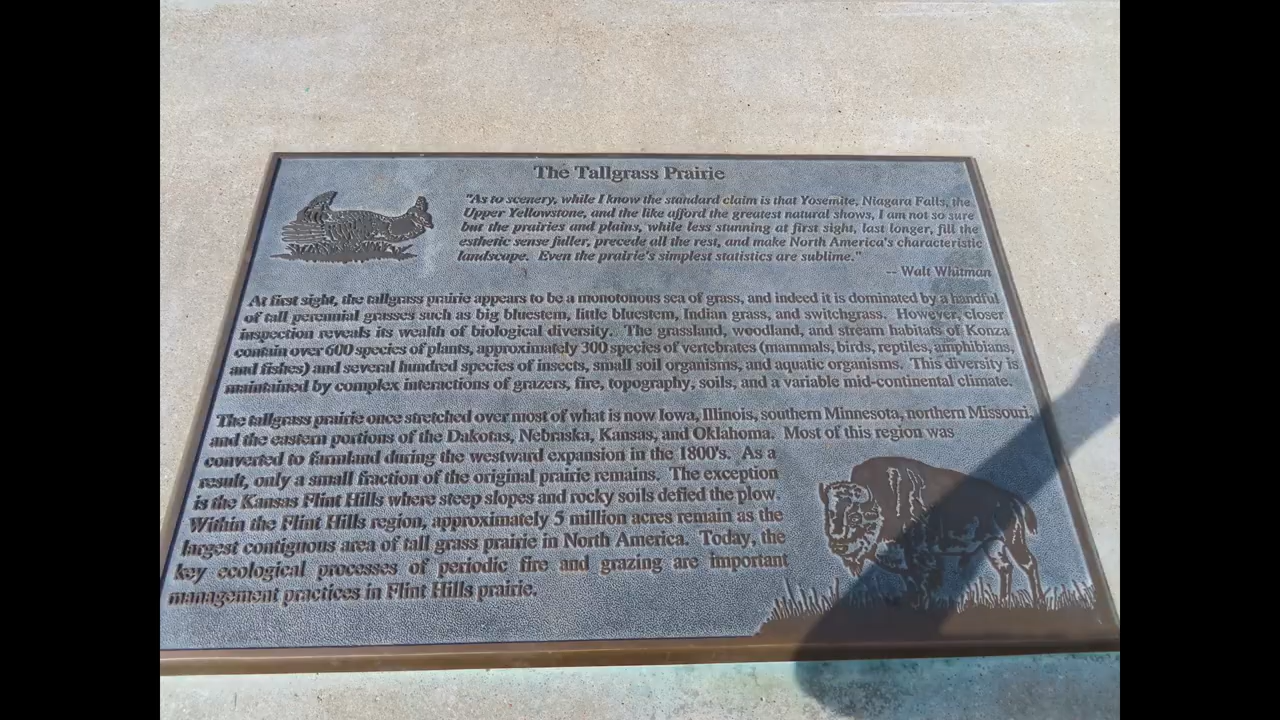 The Tallgrass Prairie
"As to scenery, while I know the standard claim is that Yosemite, Niagara Falls, the
Upper Yellowstone, and the like afford the greatest natural shows, I am not so sure
but the prairies and plains, while less stunning at first sight, last longer, fill the
esthetic sense fuller, precede all the rest, and make North America's characteristic
landscape. Even the prairie's simplest statistics are sublime."
-- Walt Whitman
At first sight, the tallgrass prairie appears to be a monotonous sea of grass, and indeed it is dominated by a handful
of tall perennial grasses such as big bluestem, little bluestem, Indian grass, and switchgrass. However, closer
inspection reveals its wealth of biological diversity. The grassland, woodland, and stream habitats of Konza
contain over 600 species of plants, approximately 300 species of vertebrates (mammals, birds, reptiles, amphibians,
and fishes) and several hundred species of insects, small soil organisms, and aquatic organisms. This diversity is
maintained by complex interactions of grazers, fire, topography, soils, and a variable mid-continental climate.
The tallgrass prairie once stretched over most of what is now Iowa, Illinois, southern Minnesota, northern Missouri,
and the eastern portions of the Dakotas, Nebraska, Kansas, and Oklahoma. Most of this region was
converted to farmland during the westward expansion in the 1800's. As a
result, only a small fraction of the original prairie remains. The exception
is the Kansas Flint Hills where steep slopes and rocky soils defied the plow.
Within the Flint Hills region, approximately 5 million acres remain as the
largest contiguous area of tall grass prairie in North America. Today, the
key ecological processes of periodic fire and grazing are important
management practices in Flint Hills prairie.